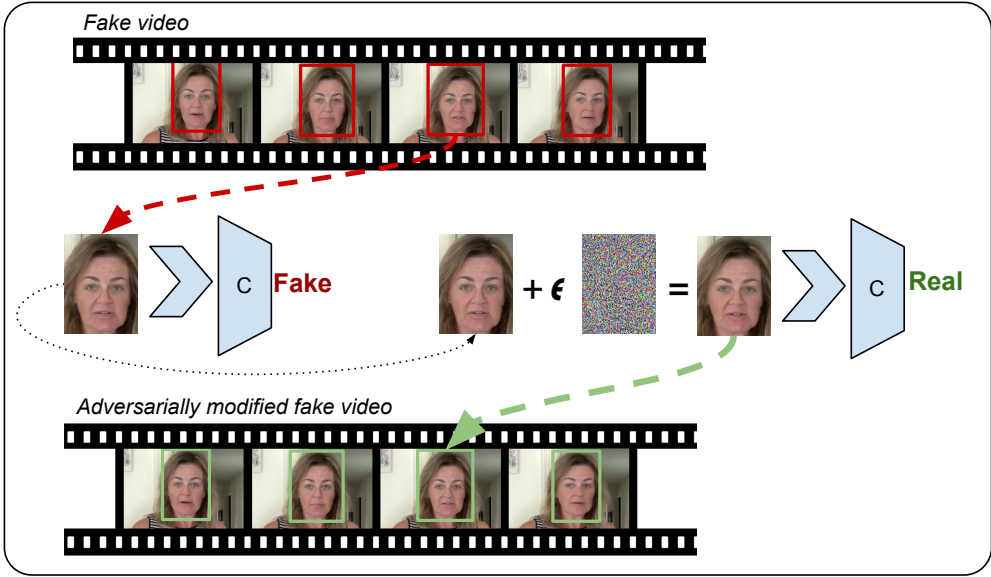 Fake video
C
Fake
+ ϵ
=
C
Real
Adversarially modified fake video